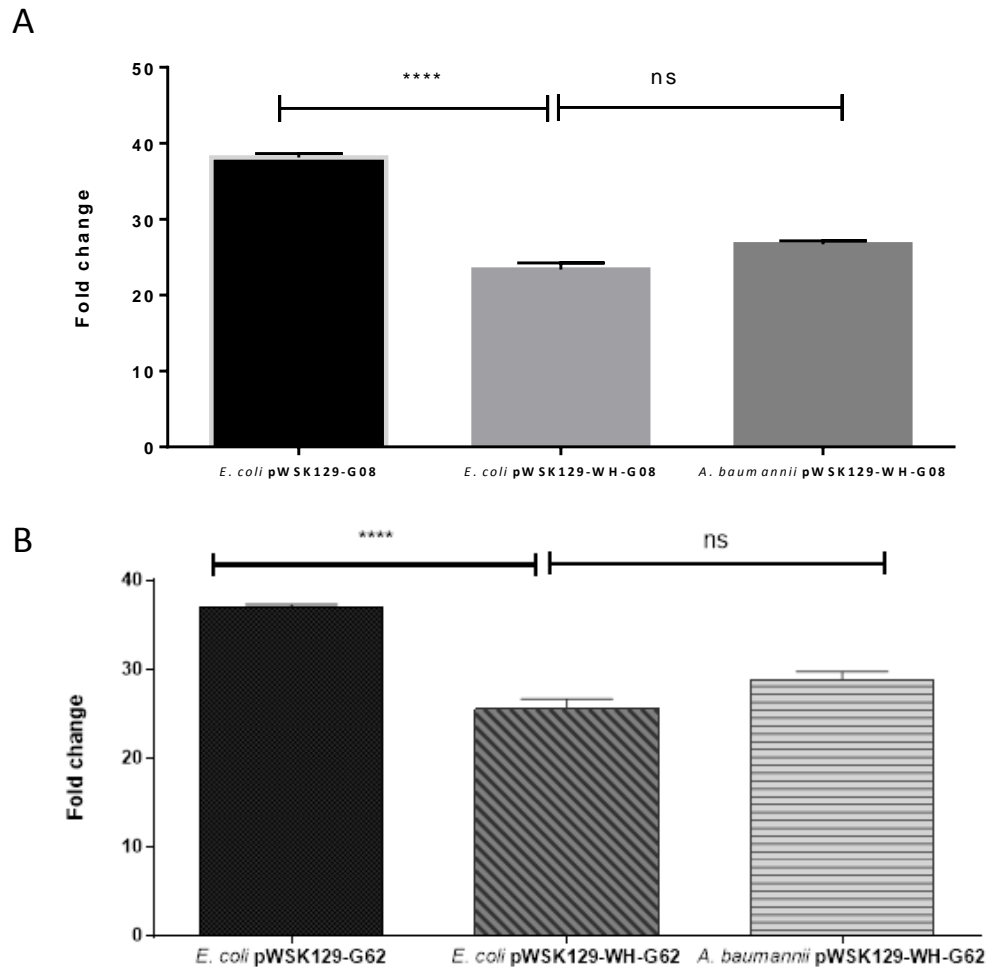 A
50
**** ns
40
30
20
10
0
Fold change
E. coli pWSK129-G08 E. coli pWSK129-WH-G08 A. baumannii pWSK129-WH-G08
B
**** ns
40
30
20
10
0
Fold change
E. coli pWSK129-G62 E. coli pWSK129-WH-G62 A. baumannii pWSK129-WH-G62